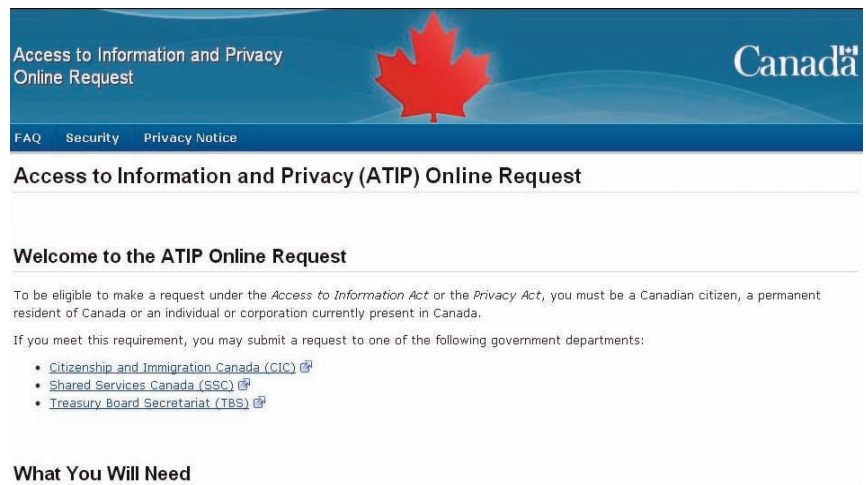 Access to Information and Privacy
Online Request
Canada
FAQ Security Privacy Notice
Access to Information and Privacy (ATIP) Online Request
Welcome to the ATIP Online Request
To be eligible to make a request under the Access to Information Act or the Privacy Act, you must be a Canadian citizen, a permanent
resident of Canada or an individual or corporation currently present in Canada.
If you meet this requirement, you may submit a request to one of the following government departments:
• Citizenship and Immigration Canada (CIC)
• Shared Services Canada (SSC)
• Treasury Board Secretariat (TBS)
What You Will Need